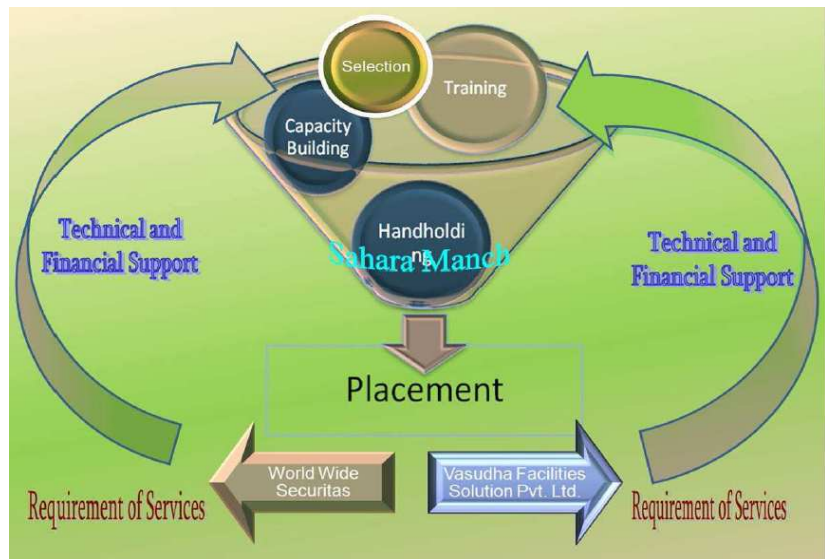 Selection
Training
Capacity
Building
Handholdi
ng
Sahara Manch
Technical and
Financial Support
Technical and
Financial Support
Placement
World Wide
Securitas
Vasudha Facilities
Solution Pvt. Ltd.
Requirement of Services
Requirement of Services